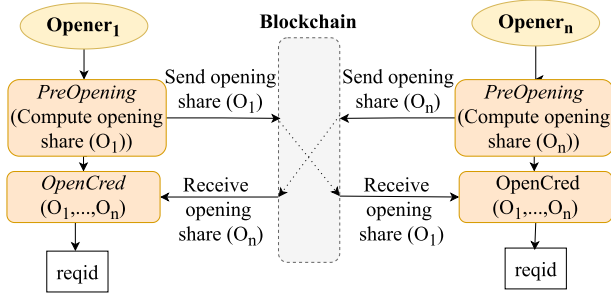 Opener1
Blockchain
Openern
PreOpening
(Compute opening
share (O1))
Send opening
share (O1)
Send opening
share (On)
PreOpening
(Compute opening
share (On))
OpenCred
(O1,...,On)
Receive
opening
share (On)
Receive
opening
share (O1)
OpenCred
(O1,...,On)
reqid
reqid